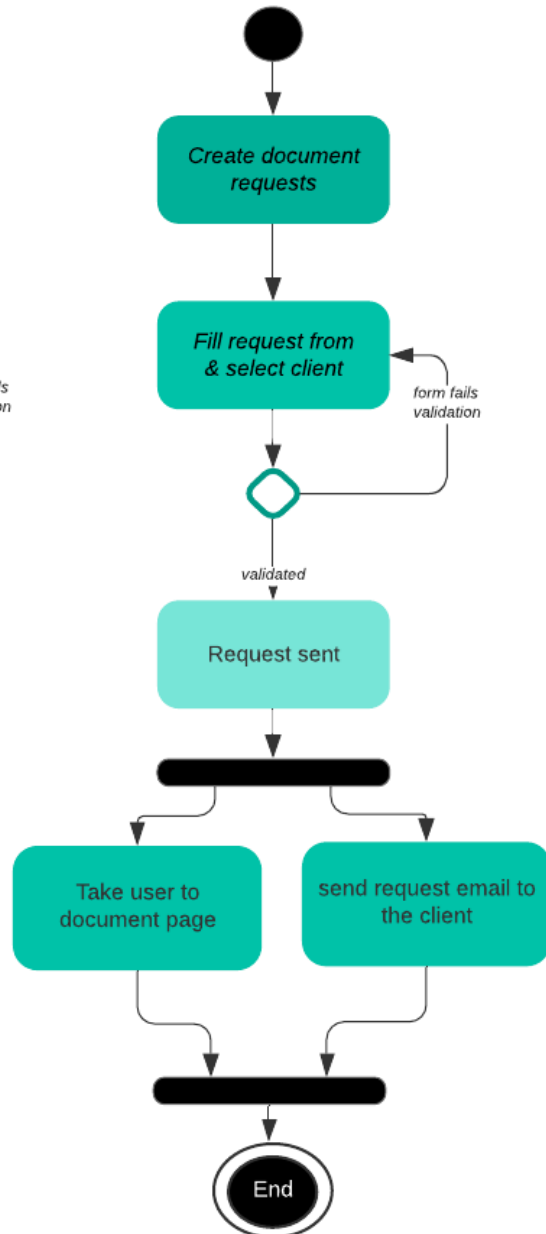 Create document
requests
Fill request from
& select client
form fails
validation
validated
Request sent
Take user to
document page
send request email to
the client
End